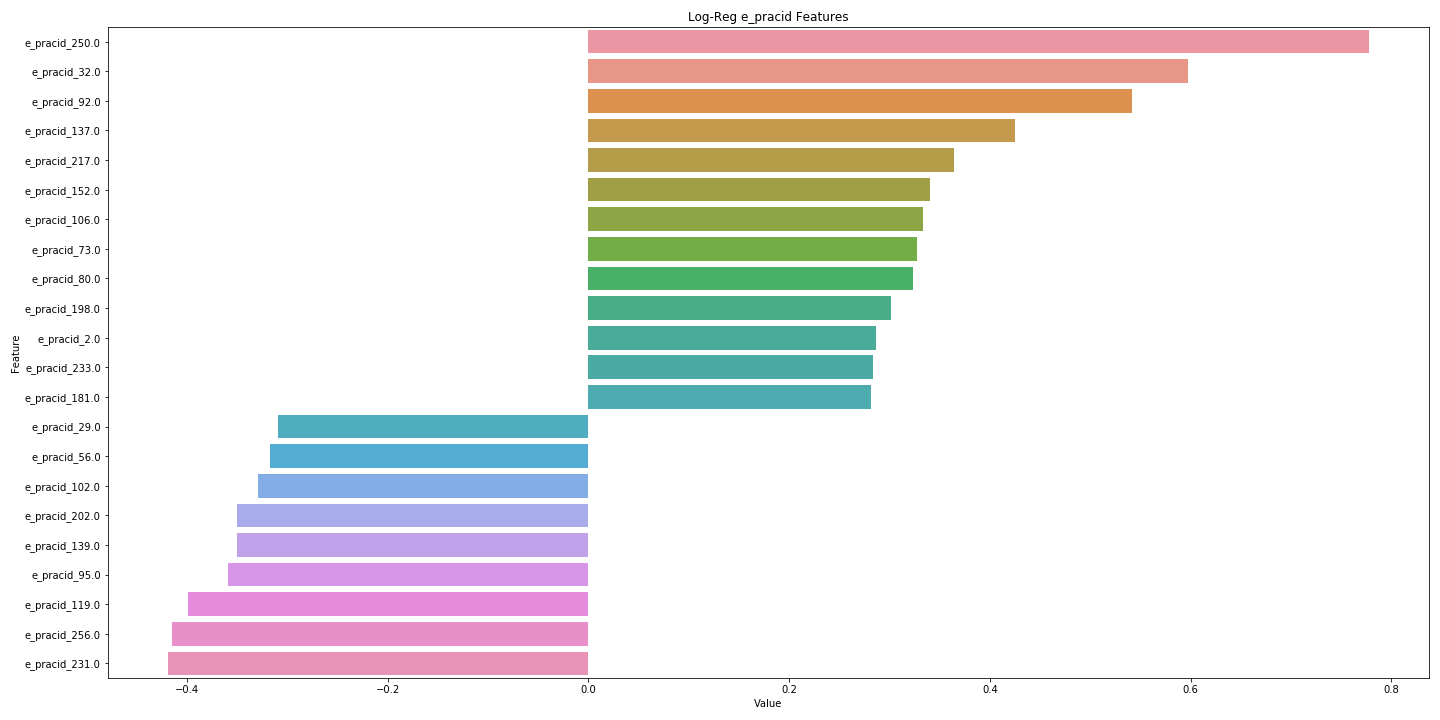 Log-Reg e_pracid Features
e_pracid_250.0
e_pracid_32.0
e_pracid_92.0
e_pracid_137.0
e_pracid_217.0
e_pracid_152.0
e_pracid_106.0
e_pracid_73.0
e_pracid_80.0
e_pracid_198.0
e_pracid_2.0
e_pracid_233.0
e_pracid_181.0
e_pracid_29.0
e_pracid_56.0
e_pracid_102.0
e_pracid_202.0
e_pracid_139.0
e_pracid_95.0
e_pracid_119.0
e_pracid_256.0
e_pracid_231.0
Feature
−0.4 −0.2 0.0 0.2 0.4 0.6 0.8
Value